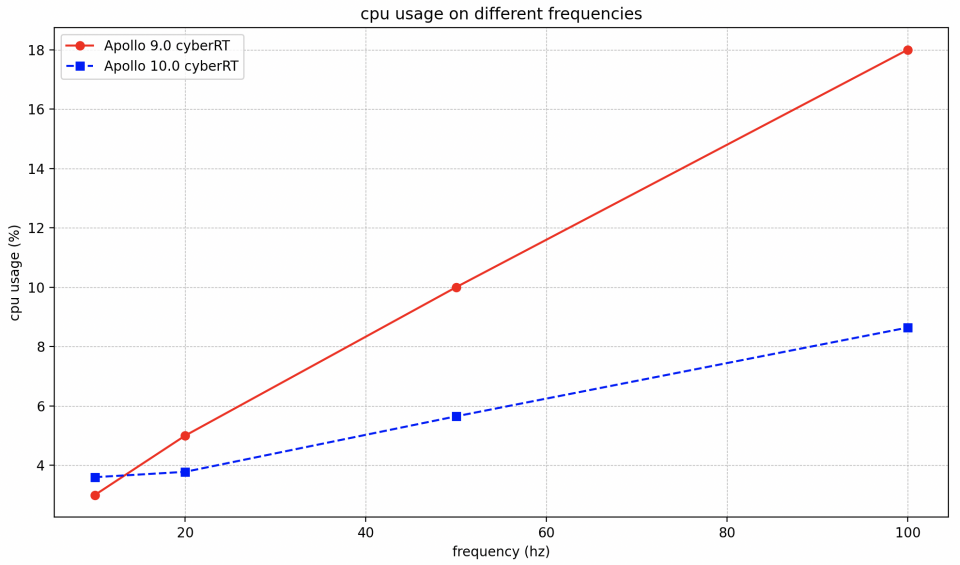 cpu usage on different frequencies
Apollo 9.0 cyberRT
Apollo 10.0 cyberRT
18
16
14
12
10
8
6
4
cpu usage (%)
20 40 60 80 100
frequency (hz)